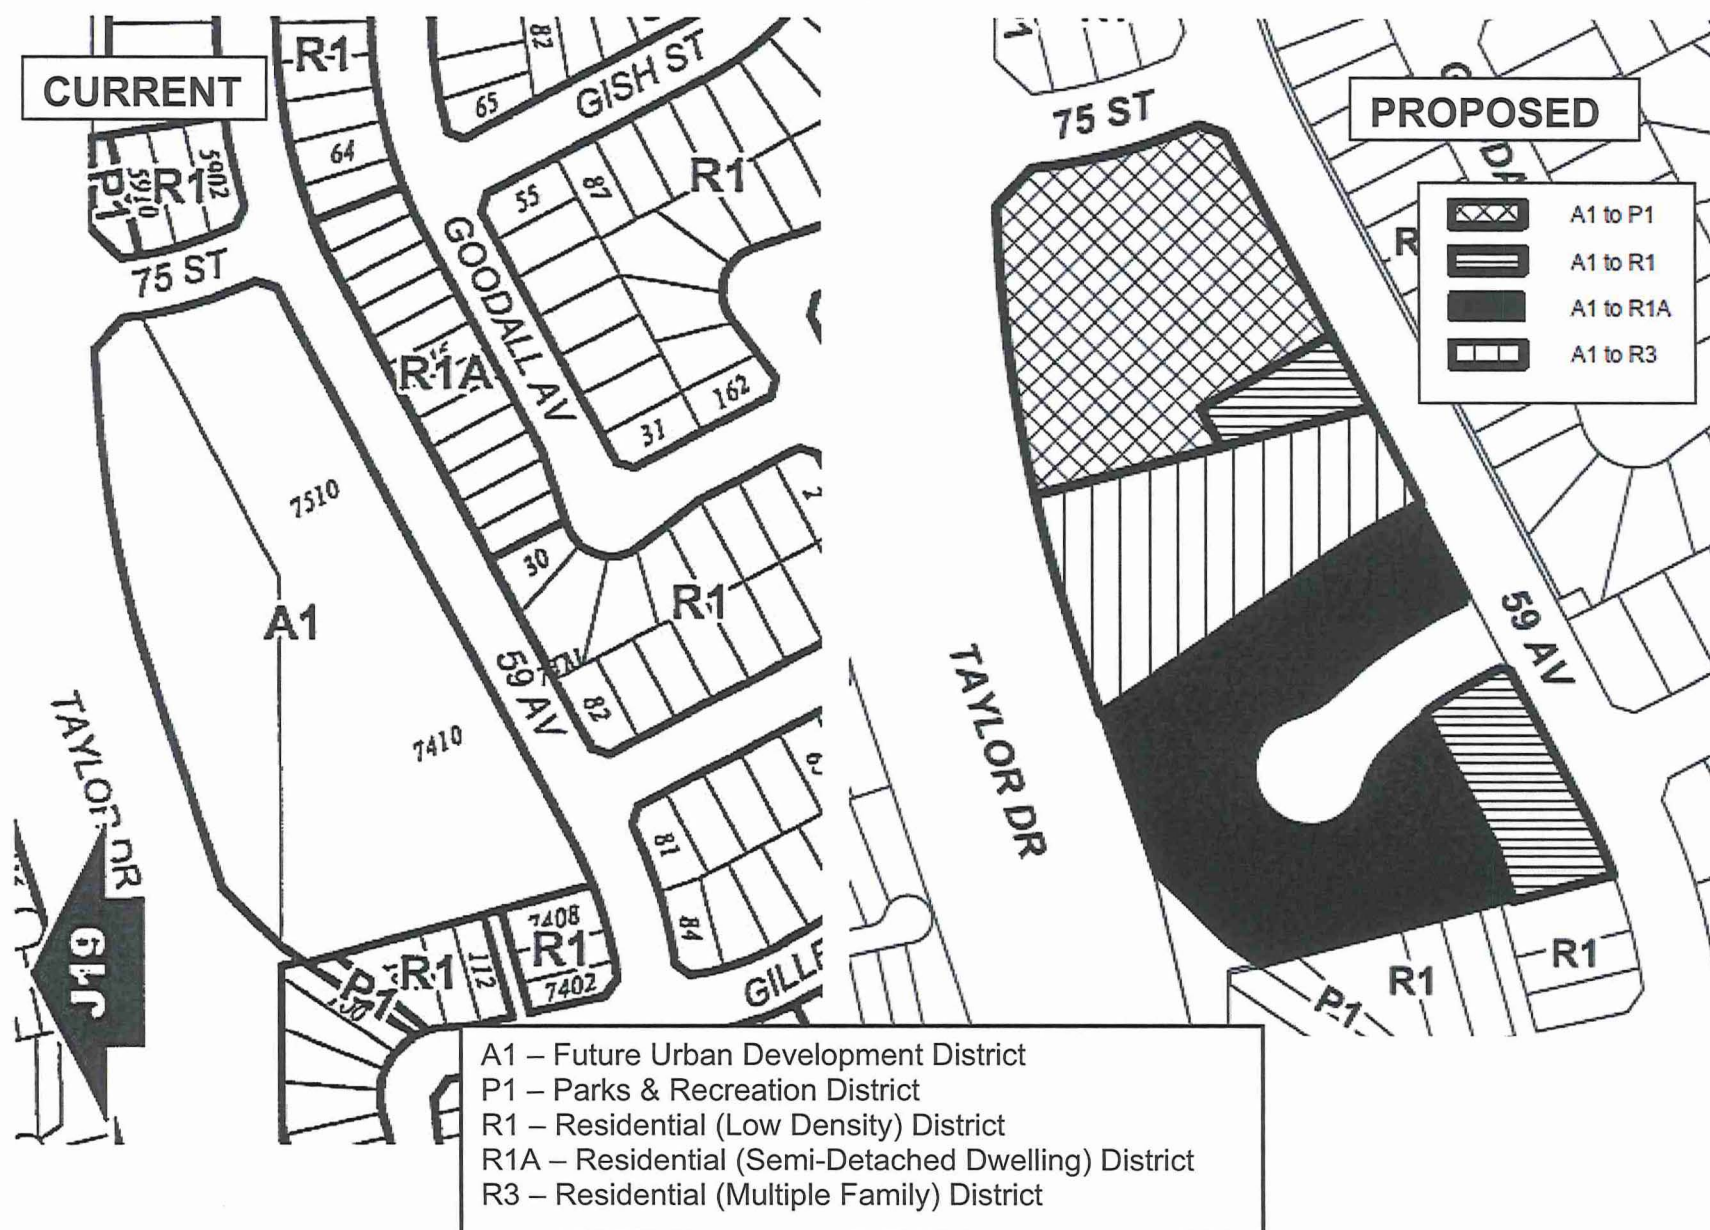 CURRENT
R1
82
GISH ST
65
64
R1
5902
5910
P1
R1
55
87
GOODALL AV
75 ST
R1A
162
31
7510
30
R1
A1
59 AV
82
7410
TAYLOR DR
81
84
J19
7408
R1
7402
R1
112
P1
PROPOSED
75 ST
A1 to P1
A1 to R1
A1 to R1A
A1 to R3
59 AV
TAYLOR DR
R1
R1
P1
A1 – Future Urban Development District
P1 – Parks & Recreation District
R1 – Residential (Low Density) District
R1A – Residential (Semi-Detached Dwelling) District
R3 – Residential (Multiple Family) District